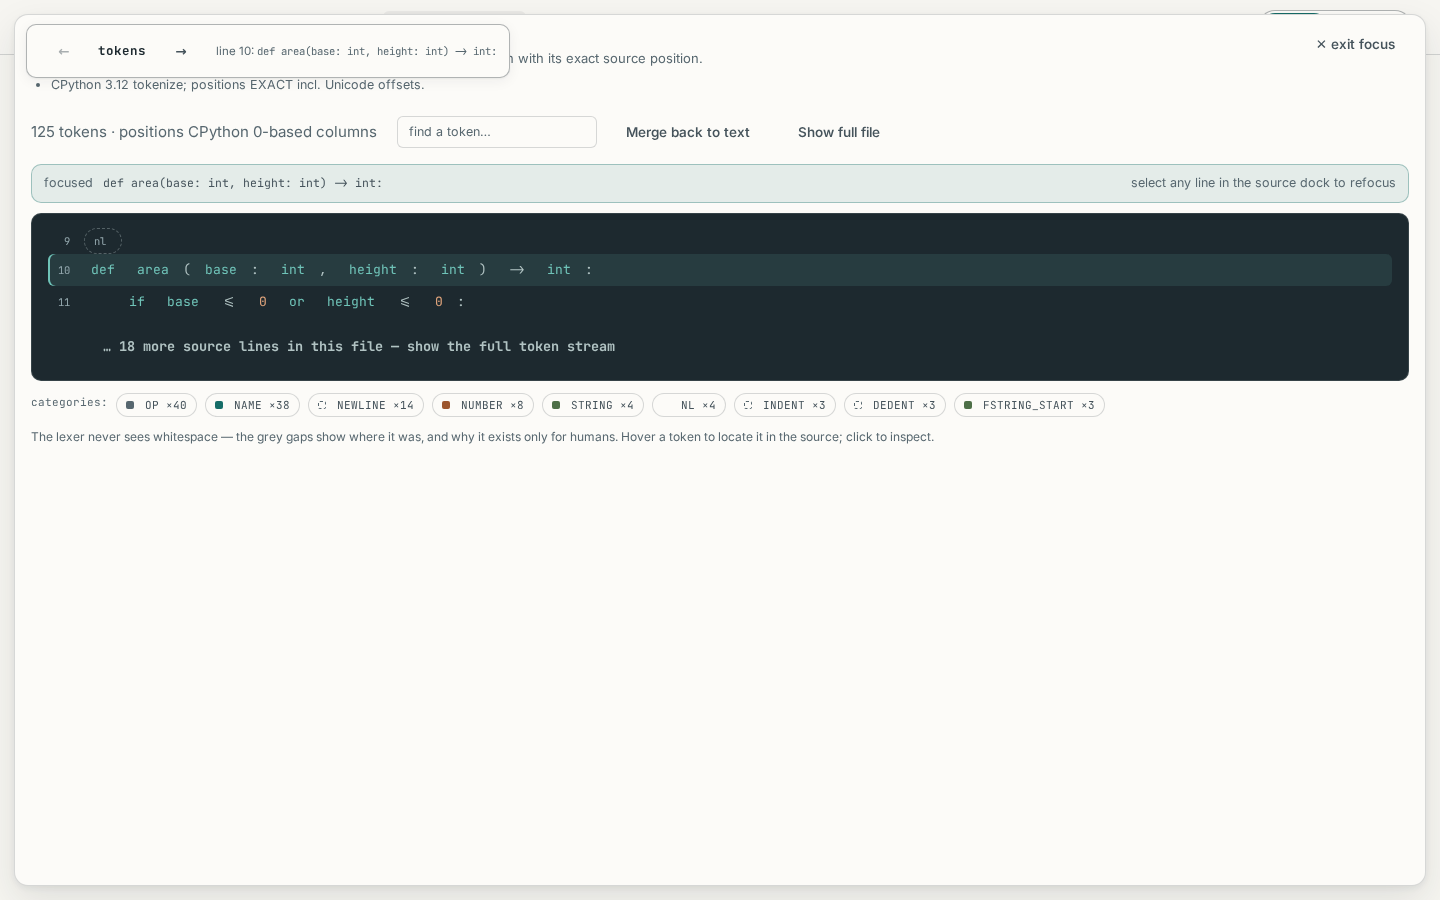 ← tokens → line 10: def area(base: int, height: int) → int:
with its exact source position.
✕ exit focus
• CPython 3.12 tokenize; positions EXACT incl. Unicode offsets.
125 tokens · positions CPython 0-based columns
find a token…
Merge back to text
Show full file
focused def area(base: int, height: int) → int:
select any line in the source dock to refocus
9 nl
10 def area ( base : int , height : int ) → int :
11 if base ⩽ 0 or height ⩽ 0 :
… 18 more source lines in this file — show the full token stream
categories: OP ×40 NAME ×38 NEWLINE ×14 NUMBER ×8 STRING ×4 NL ×4 INDENT ×3 DEDENT ×3 FSTRING_START ×3
The lexer never sees whitespace — the grey gaps show where it was, and why it exists only for humans. Hover a token to locate it in the source; click to inspect.